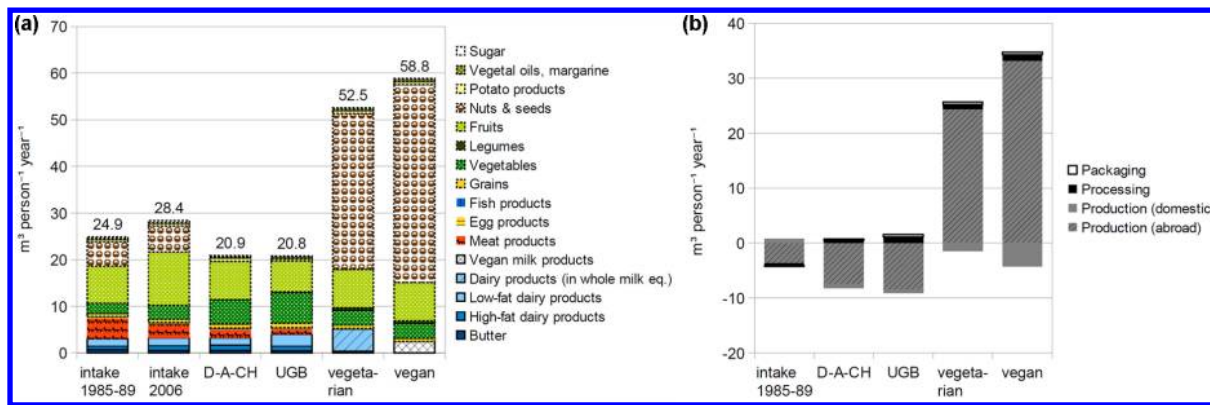 (a)
70
60
50
40
30
20
10
0
m³ person⁻¹ year⁻¹
24.9
28.4
20.9
20.8
52.5
58.8
intake
1985-89
intake
2006
D-A-CH
UGB
vegeta-
rian
vegan
Sugar
Vegetal oils, margarine
Potato products
Nuts & seeds
Fruits
Legumes
Vegetables
Grains
Fish products
Egg products
Meat products
Vegan milk products
Dairy products (in whole milk eq.)
Low-fat dairy products
High-fat dairy products
Butter
(b)
40
30
20
10
0
-10
-20
m³ person⁻¹ year⁻¹
intake
1985-89
D-A-CH
UGB
vegeta-
rian
vegan
Packaging
Processing
Production (domestic
Production (abroad)